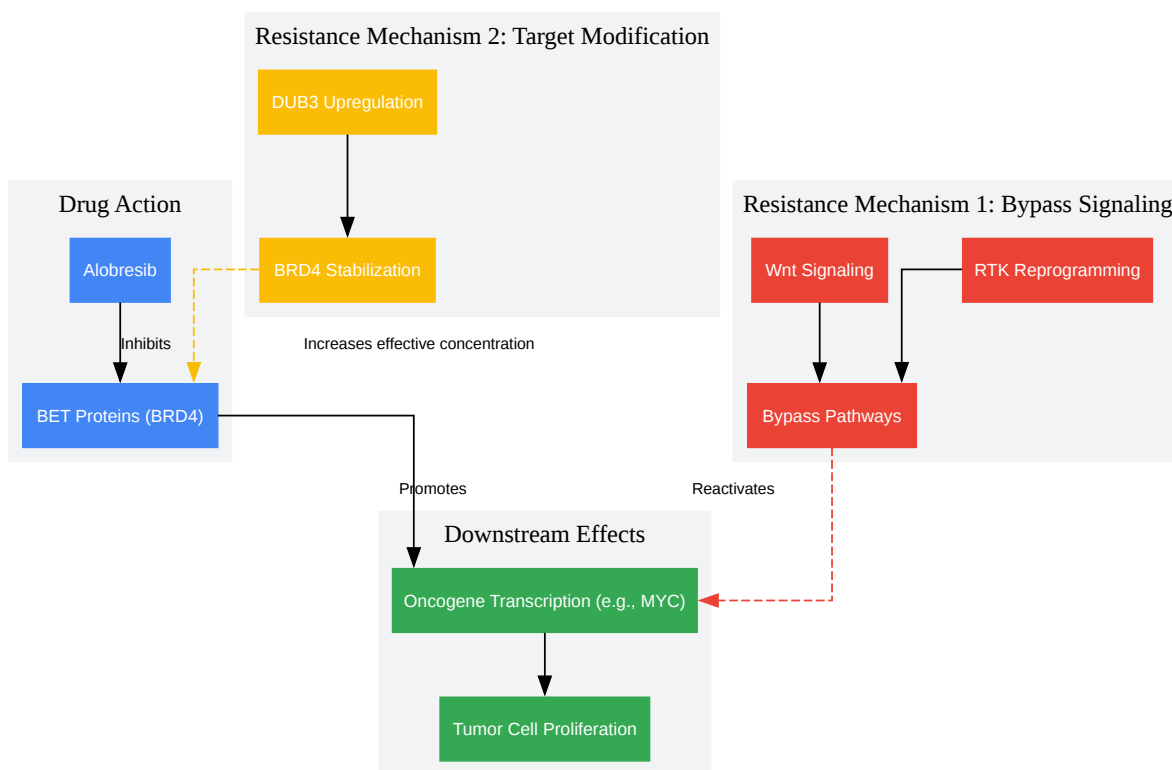 Resistance Mechanism 2: Target Modification
DUB3 Upregulation
Drug Action
Resistance Mechanism 1: Bypass Signaling
Alobresib
BRD4 Stabilization
Wnt Signaling
RTK Reprogramming
Inhibits
Increases effective concentration
BET Proteins (BRD4)
Bypass Pathways
Promotes
Reactivates
Downstream Effects
Oncogene Transcription (e.g., MYC)
Tumor Cell Proliferation